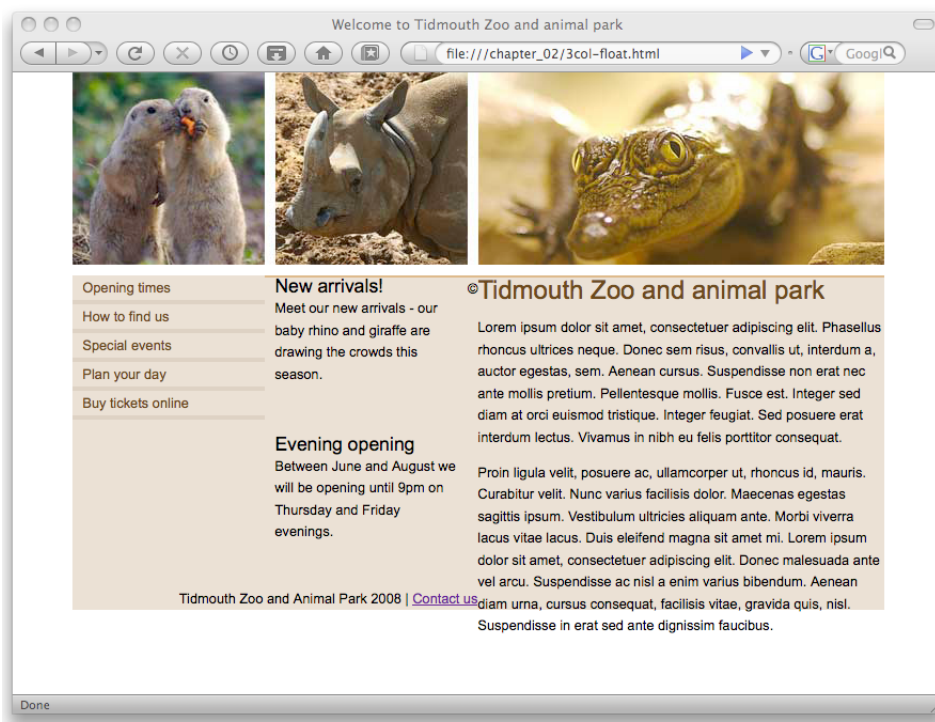 Welcome to Tidmouth Zoo and animal park
file:///chapter_02/3col-float.html
G
Googl
Opening times
How to find us
Special events
Plan your day
Buy tickets online
New arrivals!
Meet our new arrivals - our
baby rhino and giraffe are
drawing the crowds this
season.
Evening opening
Between June and August we
will be opening until 9pm on
Thursday and Friday
evenings.
©
Tidmouth Zoo and animal park
Lorem ipsum dolor sit amet, consectetuer adipiscing elit. Phasellus
rhoncus ultrices neque. Donec sem risus, convallis ut, interdum a,
auctor egestas, sem. Aenean cursus. Suspendisse non erat nec
ante mollis pretium. Pellentesque mollis. Fusce est. Integer sed
diam at orci euismod tristique. Integer feugiat. Sed posuere erat
interdum lectus. Vivamus in nibh eu felis porttitor consequat.
Proin ligula velit, posuere ac, ullamcorper ut, rhoncus id, mauris.
Curabitur velit. Nunc varius facilisis dolor. Maecenas egestas
sagittis ipsum. Vestibulum ultricies aliquam ante. Morbi viverra
lacus vitae lacus. Duis eleifend magna sit amet mi. Lorem ipsum
dolor sit amet, consectetuer adipiscing elit. Donec malesuada ante
vel arcu. Suspendisse ac nisl a enim varius bibendum. Aenean
diam urna, cursus consequat, facilisis vitae, gravida quis, nisl.
Suspendisse in erat sed ante dignissim faucibus.
Tidmouth Zoo and Animal Park 2008 | Contact us
Done